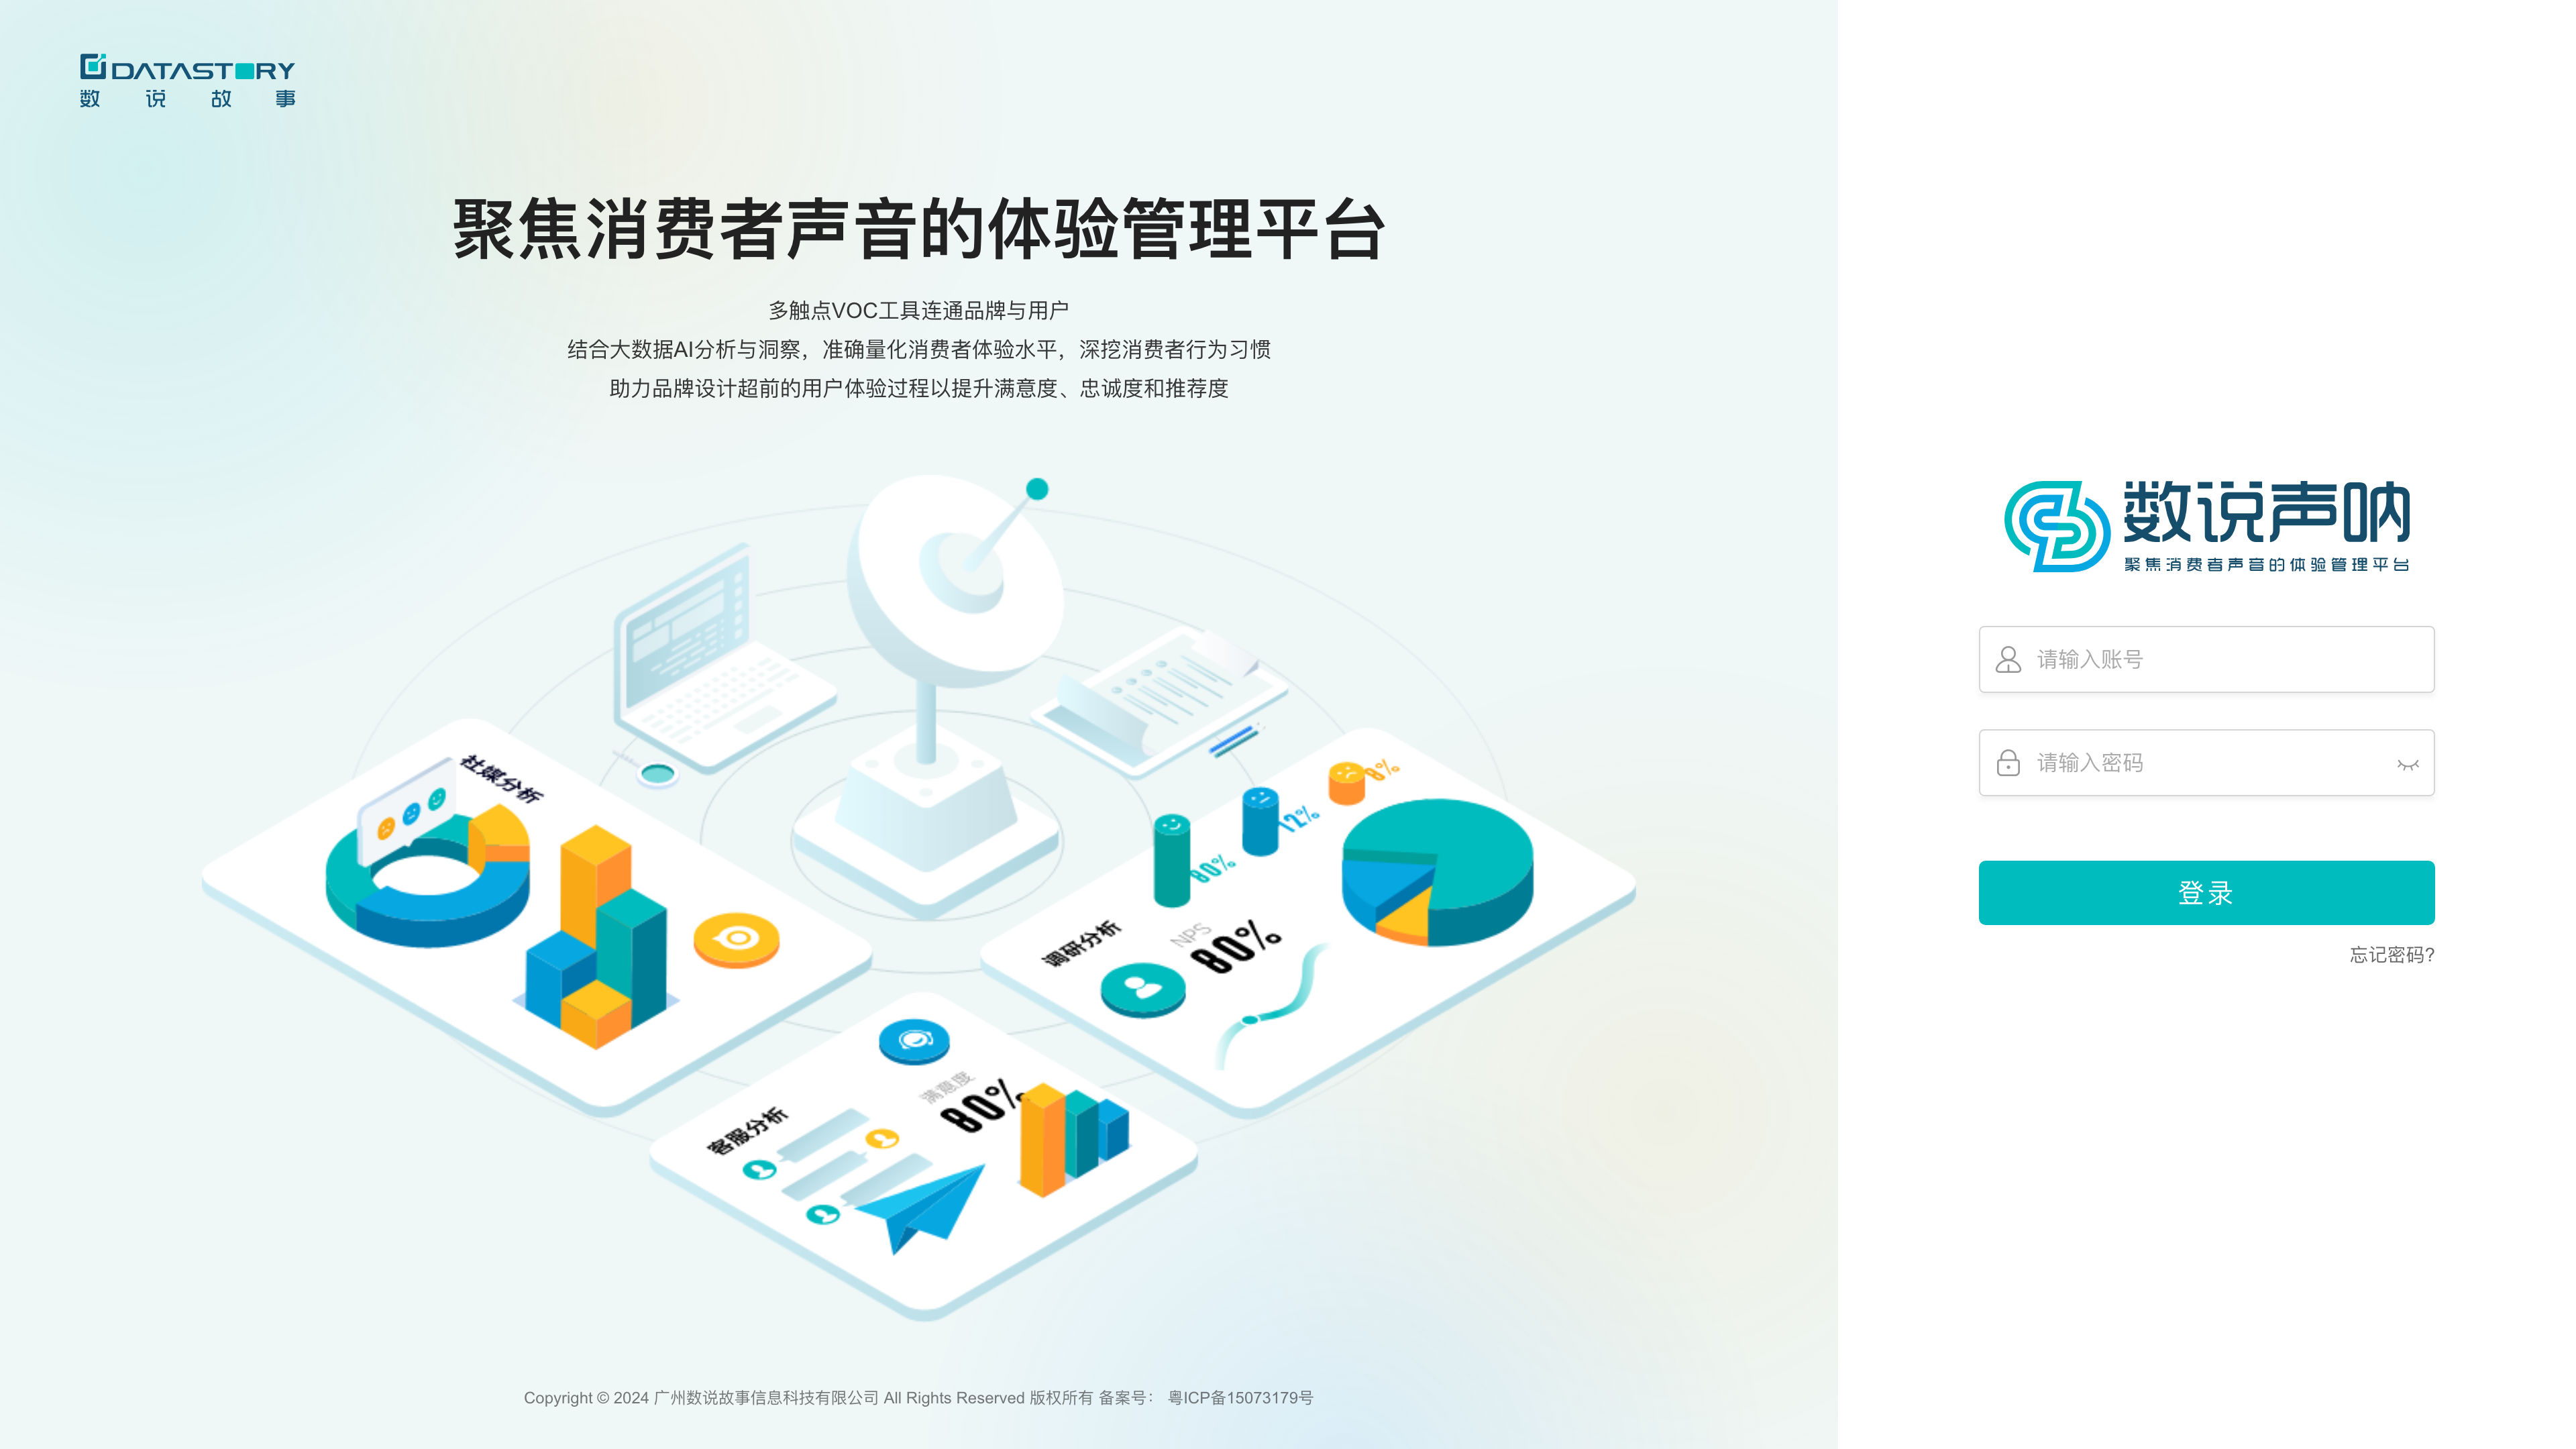 DATASTORY
数说故事
聚焦消费者声音的体验管理平台
多触点VOC工具连通品牌与用户
结合大数据AI分析与洞察，准确量化消费者体验水平，深挖消费者行为习惯
助力品牌设计超前的用户体验过程以提升满意度、忠诚度和推荐度
社媒分析
8%
12%
80%
调研分析
NPS
80%
满意度
80%
客服分析
Copyright © 2024 广州数说故事信息科技有限公司 All Rights Reserved 版权所有 备案号： 粤ICP备15073179号
数说声呐
聚焦消费者声音的体验管理平台
请输入账号
请输入密码
登录
忘记密码?